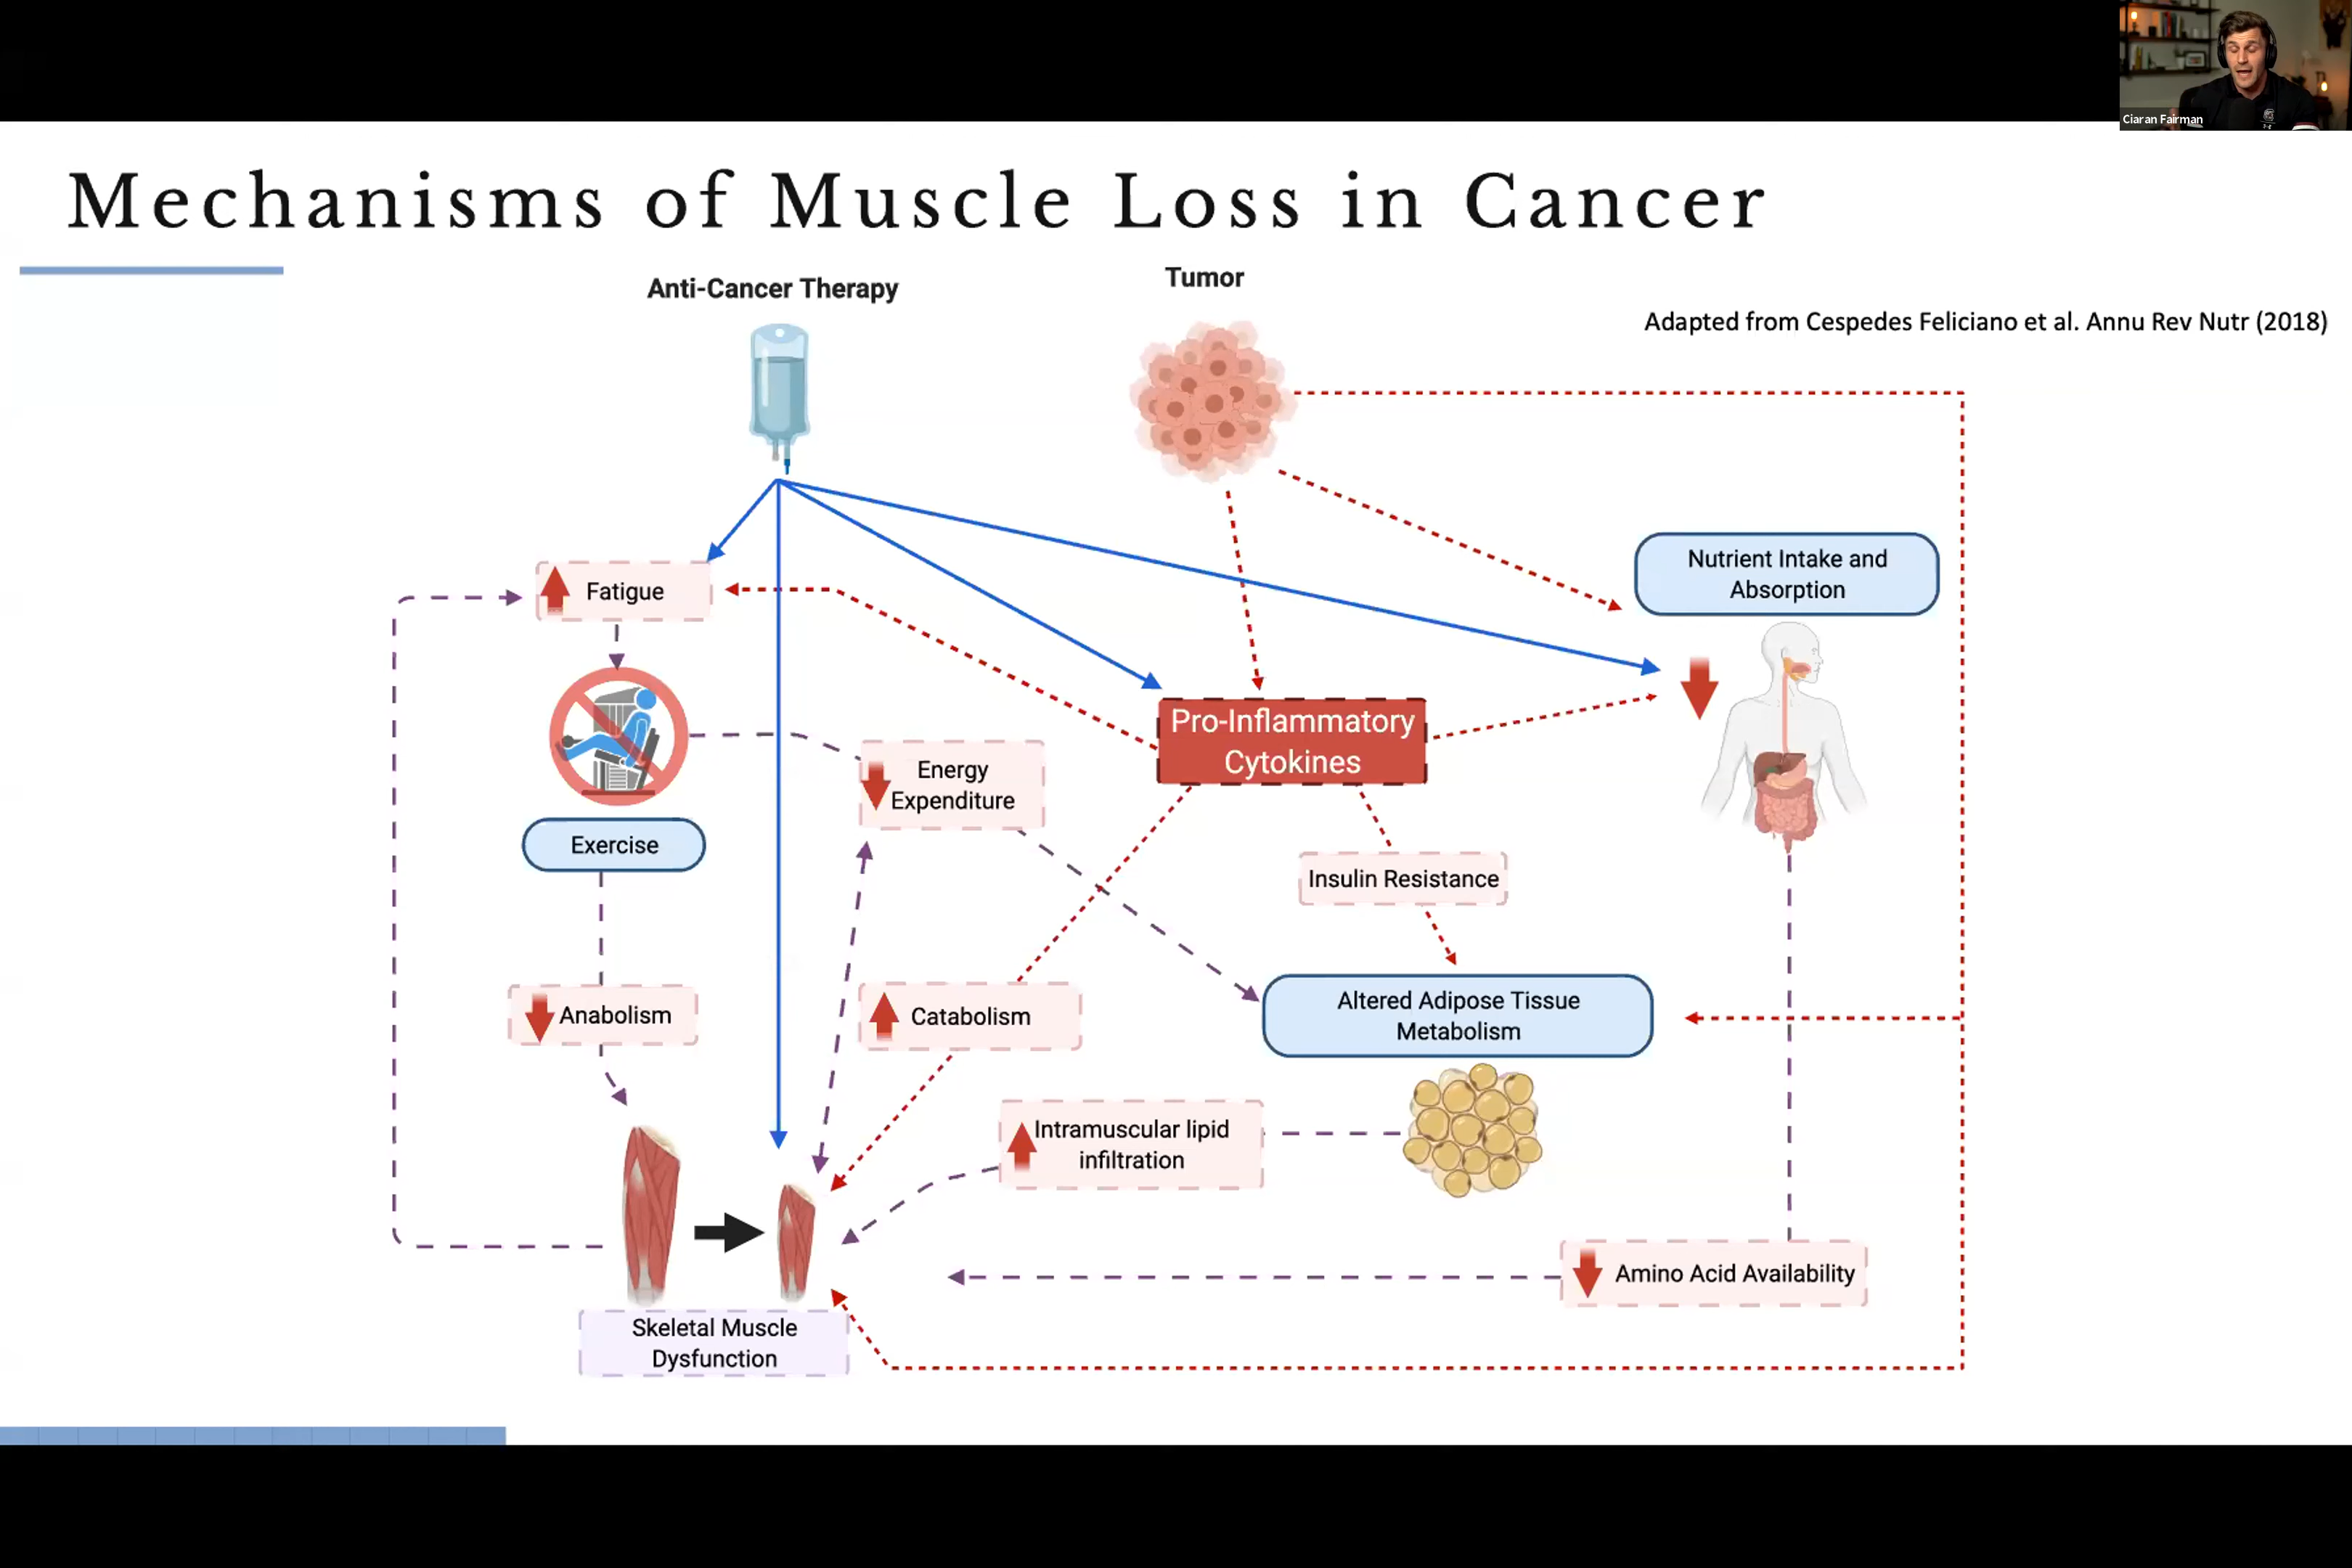 Ciaran Fairman
Mechanisms of Muscle Loss in Cancer
Anti-Cancer Therapy
Tumor
Adapted from Cespedes Feliciano et al. Annu Rev Nutr (2018)
Nutrient Intake and
Absorption
Fatigue
Pro-Inflammatory
Cytokines
Energy
Expenditure
Exercise
Insulin Resistance
Anabolism
Catabolism
Altered Adipose Tissue
Metabolism
Intramuscular lipid
infiltration
Amino Acid Availability
Skeletal Muscle
Dysfunction